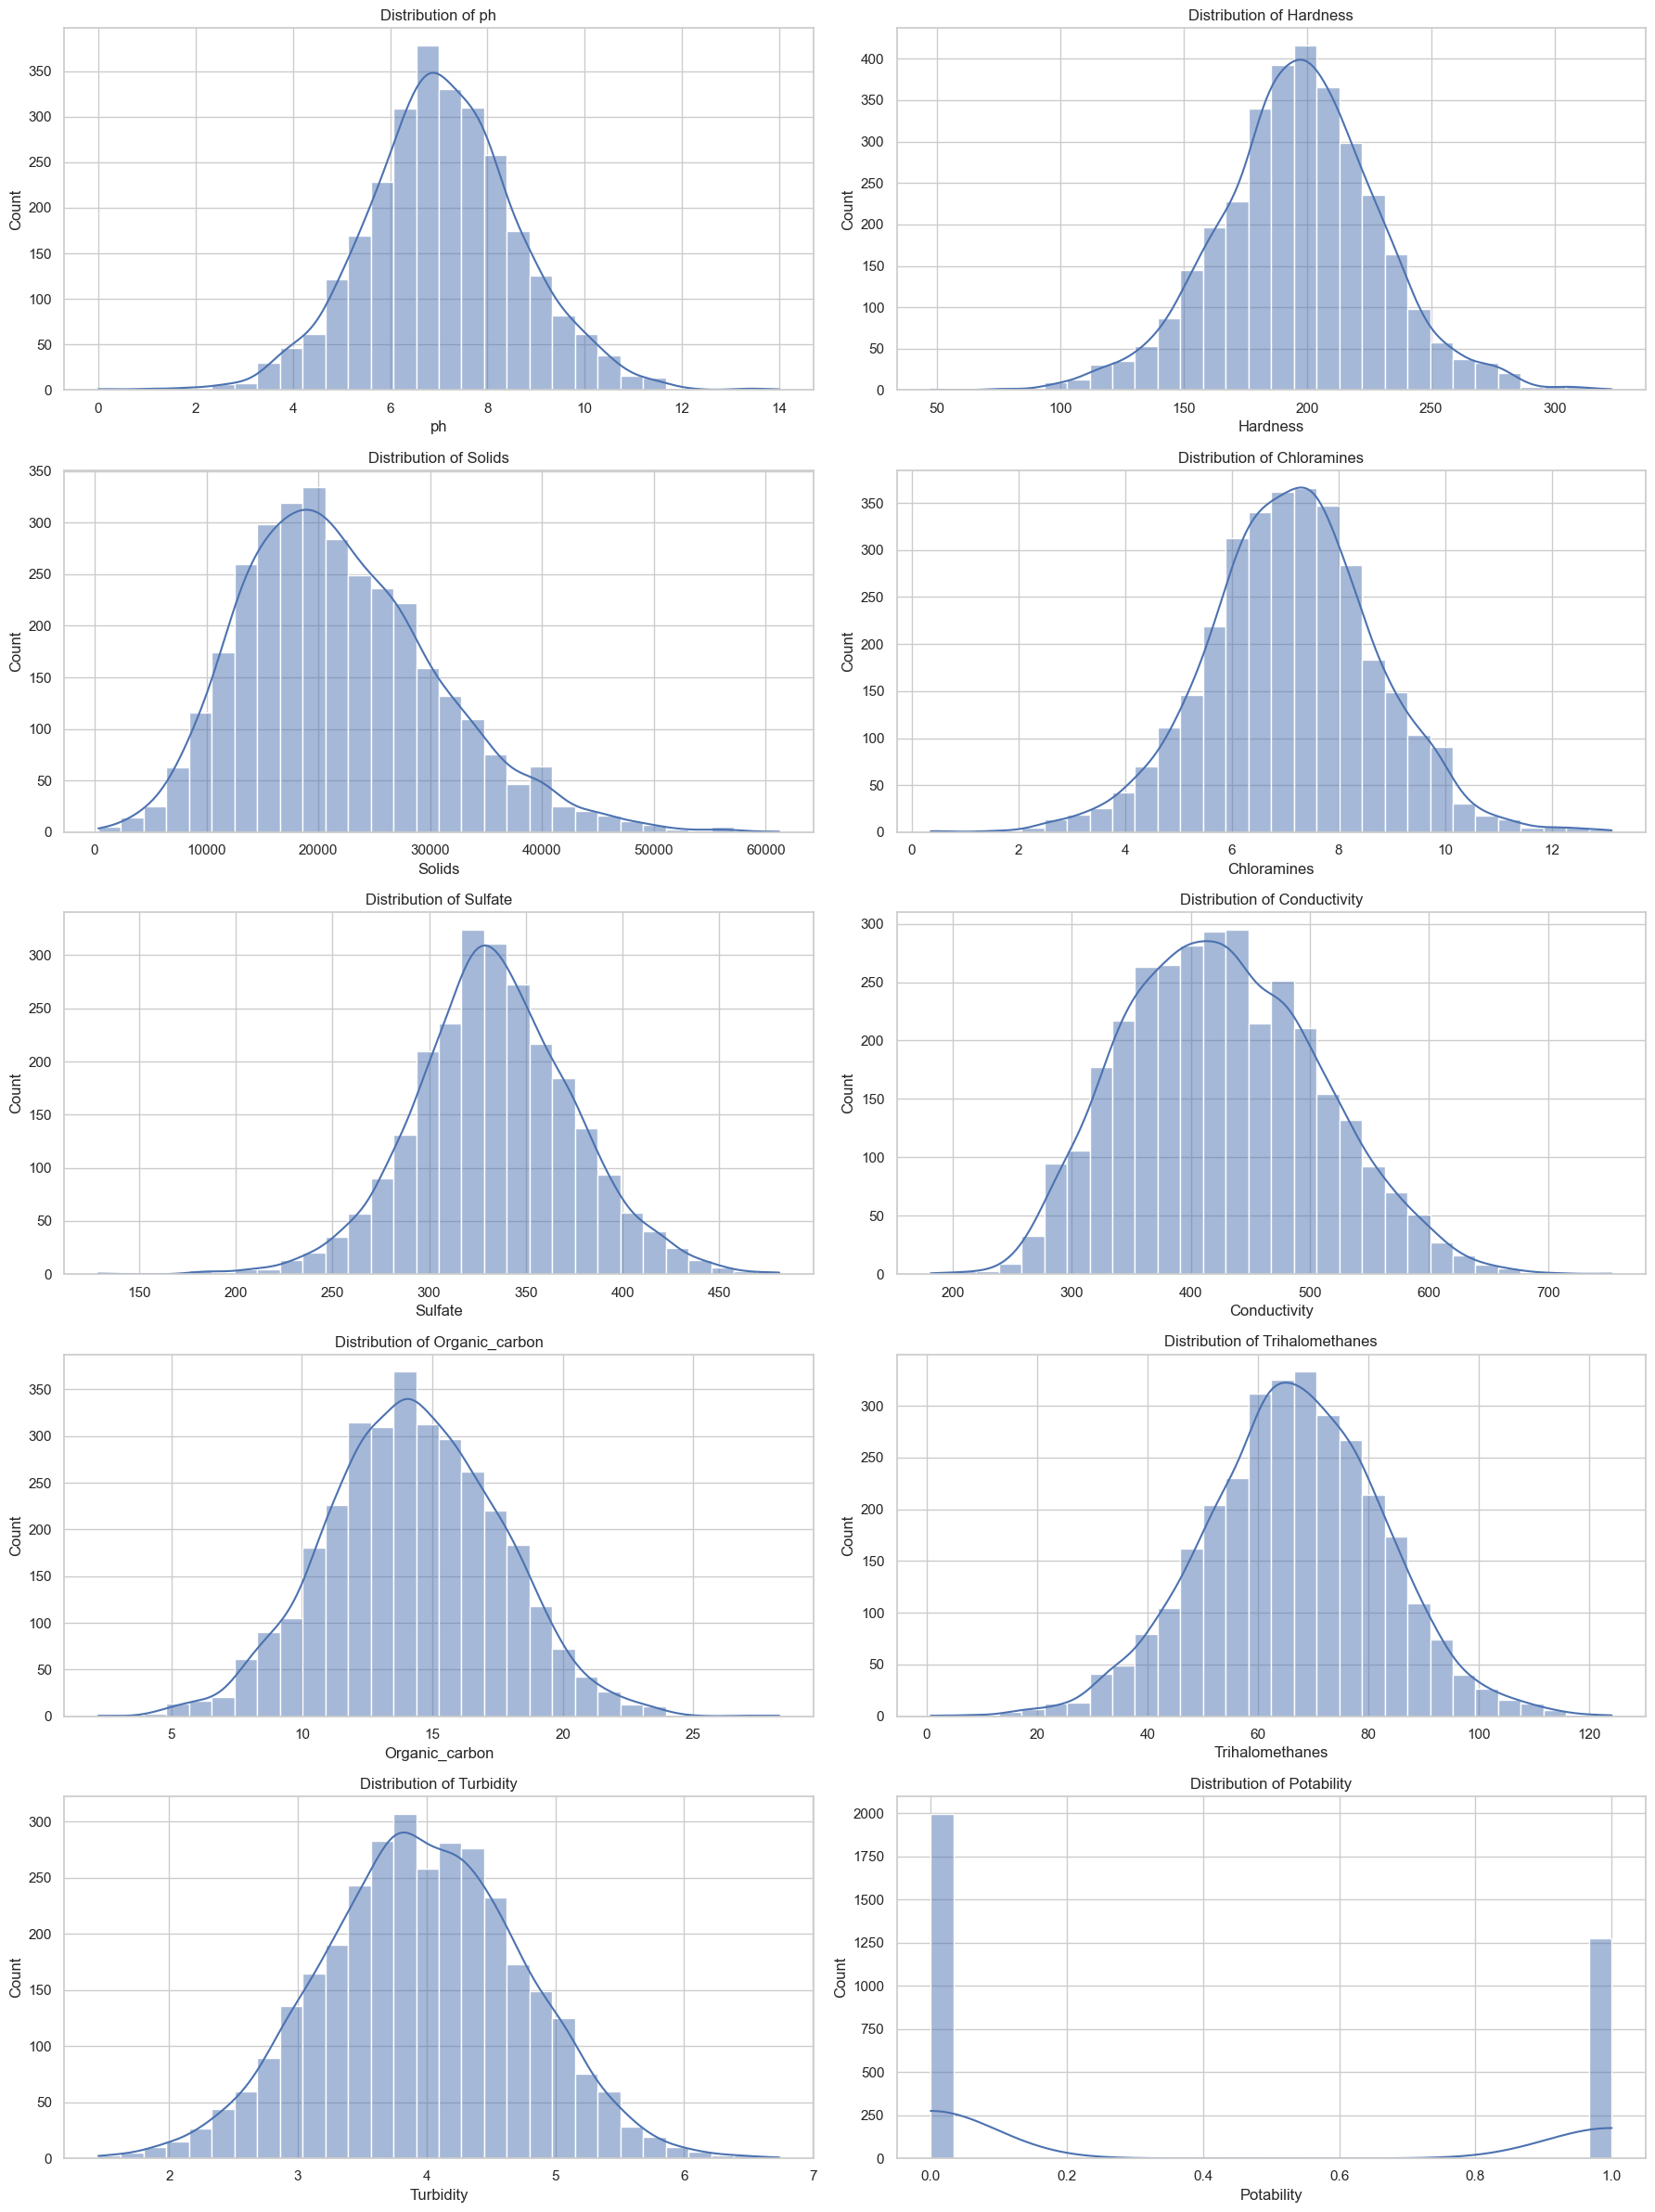 Distribution of ph
Count
350
300
250
200
150
100
50
0
0 2 4 6 8 10 12 14
ph
Distribution of Hardness
Count
400
350
300
250
200
150
100
50
0
50 100 150 200 250 300
Hardness
Distribution of Solids
Count
350
300
250
200
150
100
50
0
0 10000 20000 30000 40000 50000 60000
Solids
Distribution of Chloramines
Count
350
300
250
200
150
100
50
0
0 2 4 6 8 10 12
Chloramines
Distribution of Sulfate
Count
300
250
200
150
100
50
0
150 200 250 300 350 400 450
Sulfate
Distribution of Conductivity
Count
300
250
200
150
100
50
0
200 300 400 500 600 700
Conductivity
Distribution of Organic_carbon
Count
350
300
250
200
150
100
50
0
5 10 15 20 25
Organic_carbon
Distribution of Trihalomethanes
Count
300
250
200
150
100
50
0
0 20 40 60 80 100 120
Trihalomethanes
Distribution of Turbidity
Count
300
250
200
150
100
50
0
2 3 4 5 6 7
Turbidity
Distribution of Potability
Count
2000
1750
1500
1250
1000
750
500
250
0
0.0 0.2 0.4 0.6 0.8 1.0
Potability